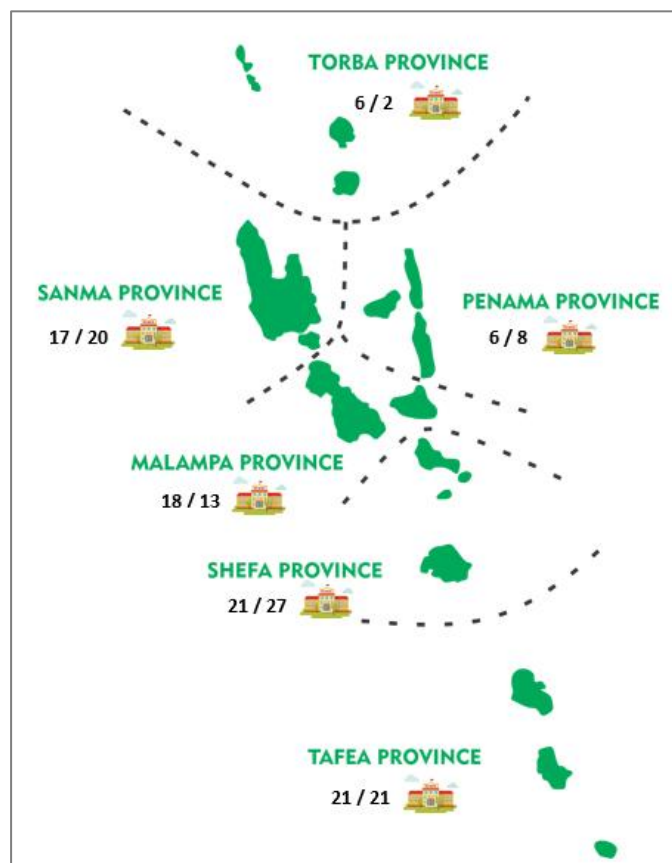 TORBA PROVINCE
6 / 2
SANMA PROVINCE
17 / 20
PENAMA PROVINCE
6 / 8
MALAMPA PROVINCE
18 / 13
SHEFA PROVINCE
21 / 27
TAFEA PROVINCE
21 / 21